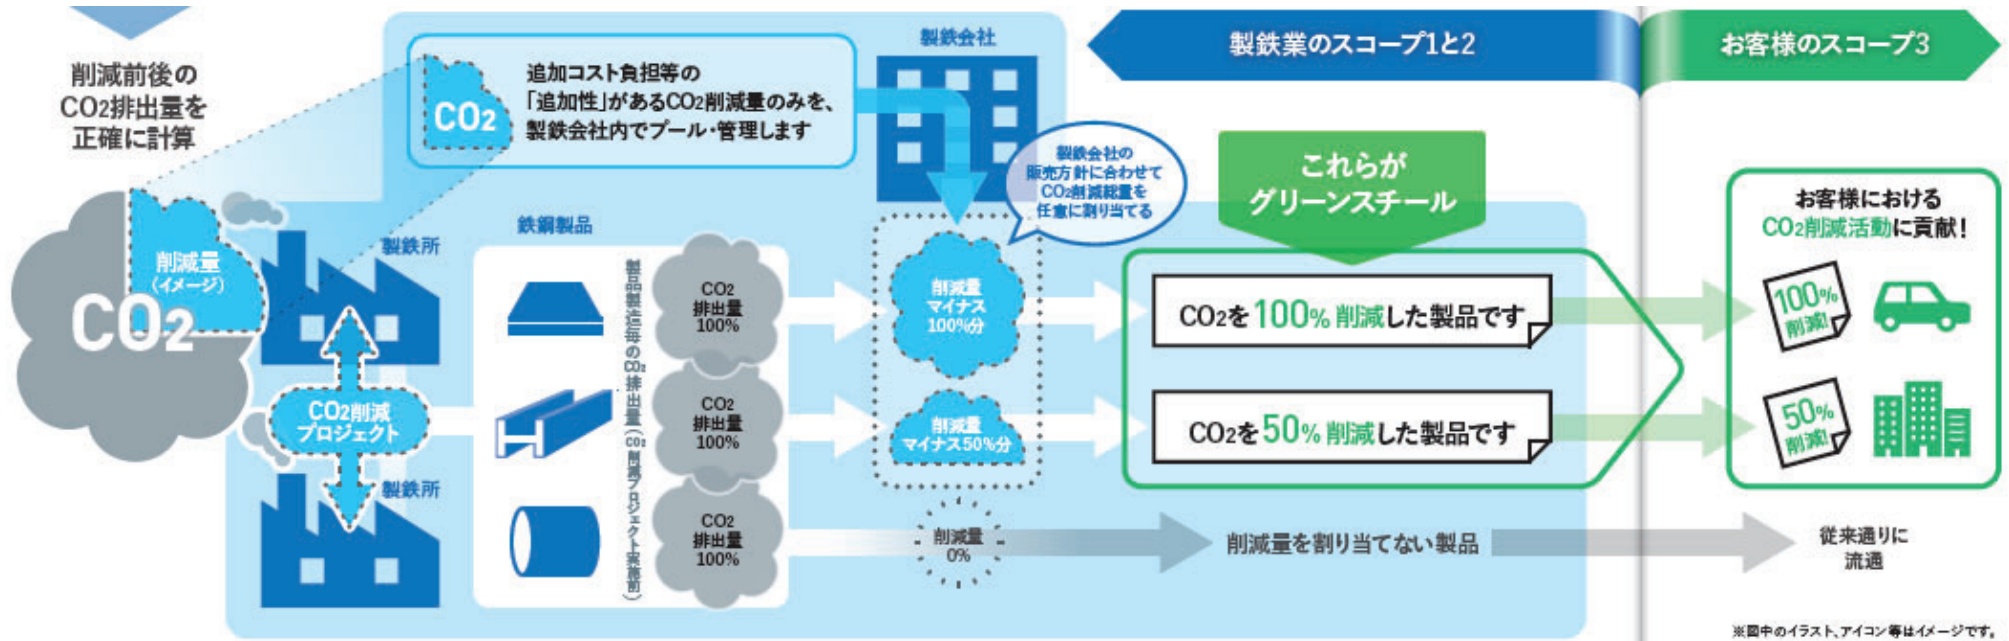 削減前後の
CO2排出量を
正確に計算
CO2
削減量
(イメージ)
CO2
追加コスト負担等の
「追加性」があるCO2削減量のみを、
製鉄会社内でプール・管理します
製鉄会社
製鉄会社の
販売方針に合わせて
CO2削減総量を
任意に割り当てる
製鉄業のスコープ1と2
お客様のスコープ3
製鉄所
CO2削減
プロジェクト
製鉄所
鉄鋼製品
製品製造毎のCO2排出量(CO2削減プロジェクト実施前)
CO2
排出量
100%
CO2
排出量
100%
CO2
排出量
100%
削減量
マイナス
100%分
削減量
マイナス50%分
削減量
0%
これらが
グリーンスチール
CO2を100%削減した製品です
CO2を50%削減した製品です
削減量を割り当てない製品
お客様における
CO2削減活動に貢献!
100%
削減!
50%
削減!
従来通りに
流通
※図中のイラスト、アイコン等はイメージです。